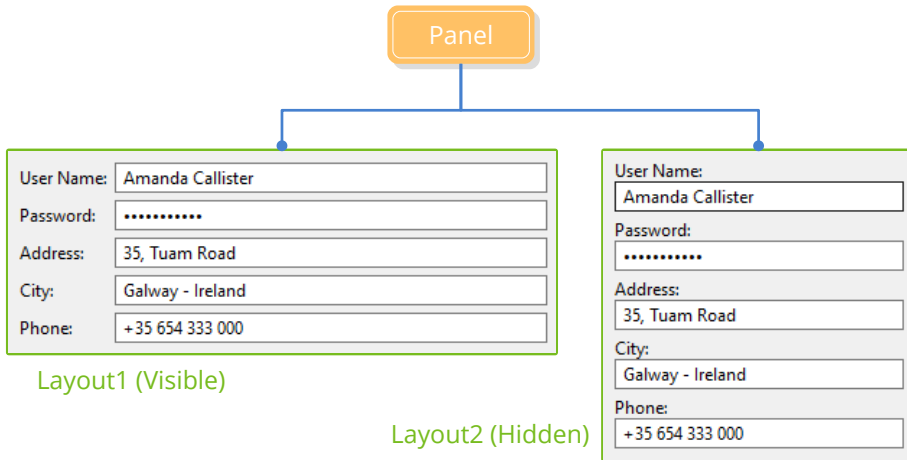 Panel
User Name: Amanda Callister
Password: •••••••••••
Address: 35, Tuam Road
City: Galway - Ireland
Phone: +35 654 333 000
Layout1 (Visible)
User Name:
Amanda Callister
Password:
•••••••••••
Address:
35, Tuam Road
City:
Galway - Ireland
Phone:
+35 654 333 000
Layout2 (Hidden)